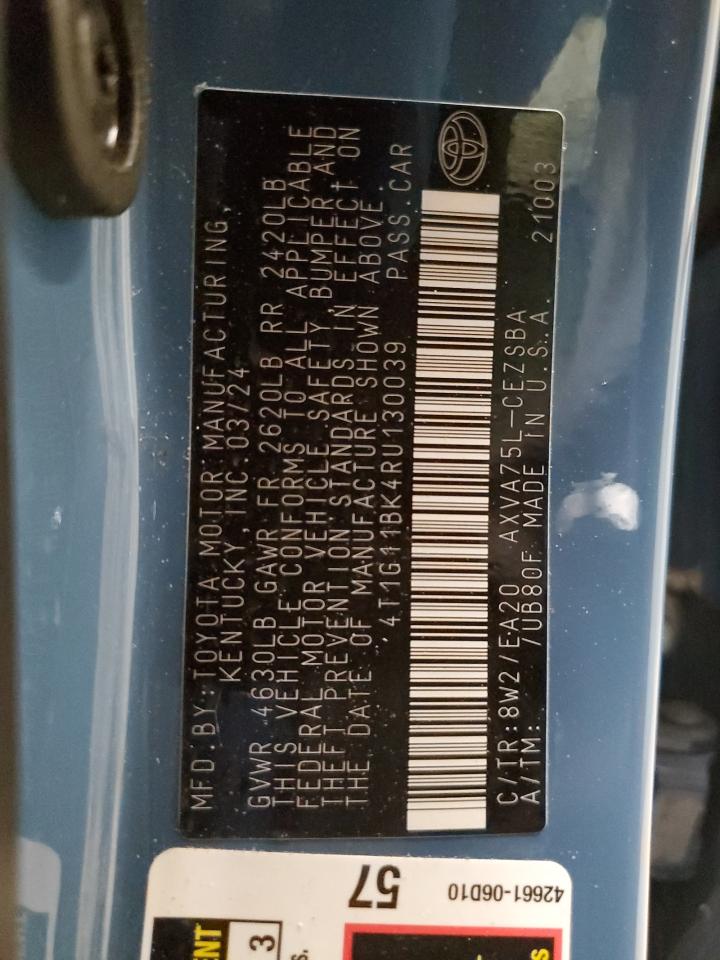 MFD.BY:TOYOTA MOTOR MANUFACTURING,
KENTUCKY,INC.03/24
GVWR 4630LB GAWR FR 2620LB RR 2420LB
THIS VEHICLE CONFORMS TO ALL APPLICABLE
FEDERAL MOTOR VEHICLE SAFETY, BUMPER AND
THEFT PREVENTION STANDARDS IN EFFECT ON
THE DATE OF MANUFACTURE SHOWN ABOVE.
4T1G11BK4RU130039 PASS.CAR
C/TR:8W2/EA20 AXVA75L-CEZSBA
A/TM: /UB80F MADE IN U.S.A. 21003
57
42661-06D10
3